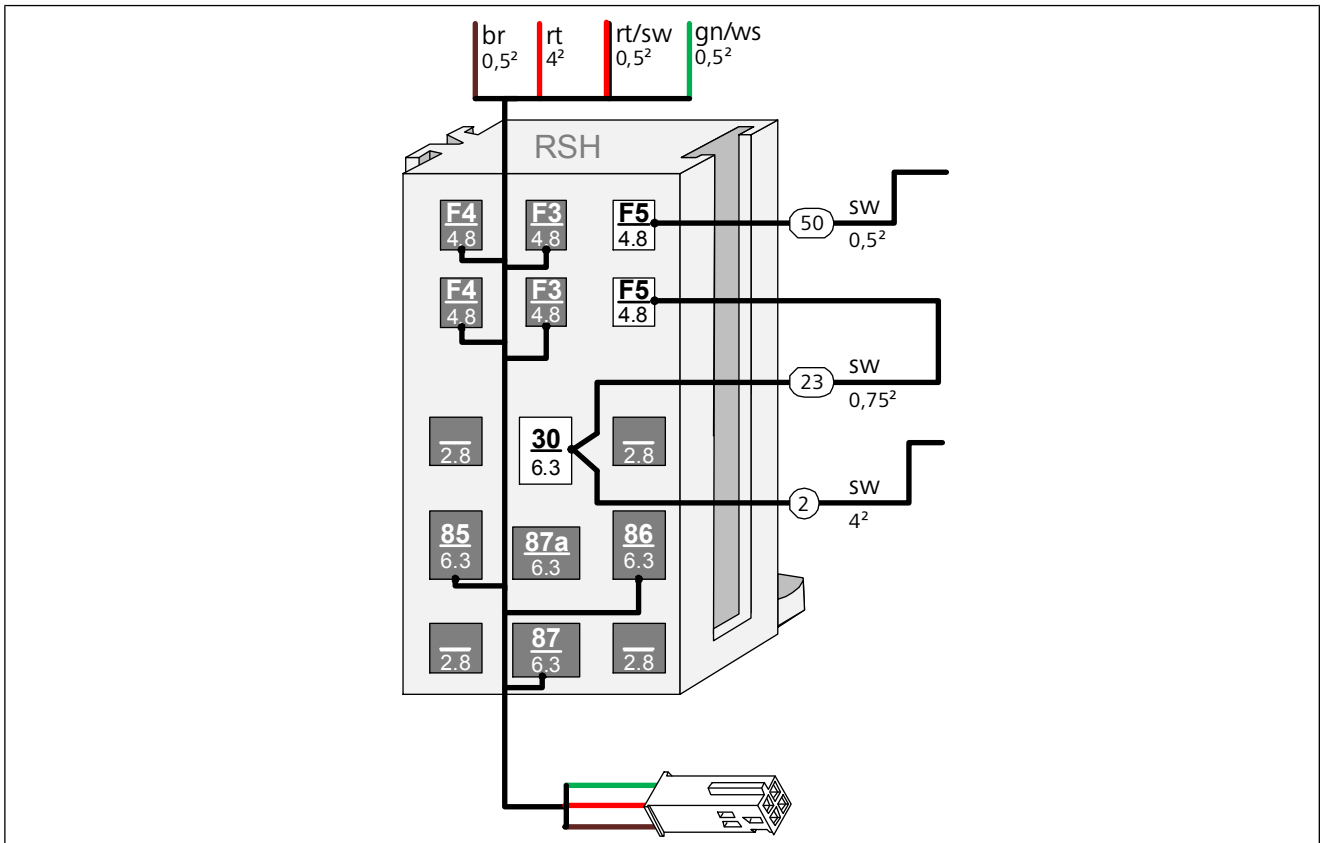 br rt rt/sw gn/ws
0,5² 4² 0,5² 0,5²
RSH
F4 F3 F5
4.8 4.8 4.8
50
sw
0,5²
F4 F3 F5
4.8 4.8 4.8
23
sw
0,75²
2.8
30
6.3
2.8
2
sw
4²
85 87a 86
6.3 6.3 6.3
2.8
87
6.3
2.8